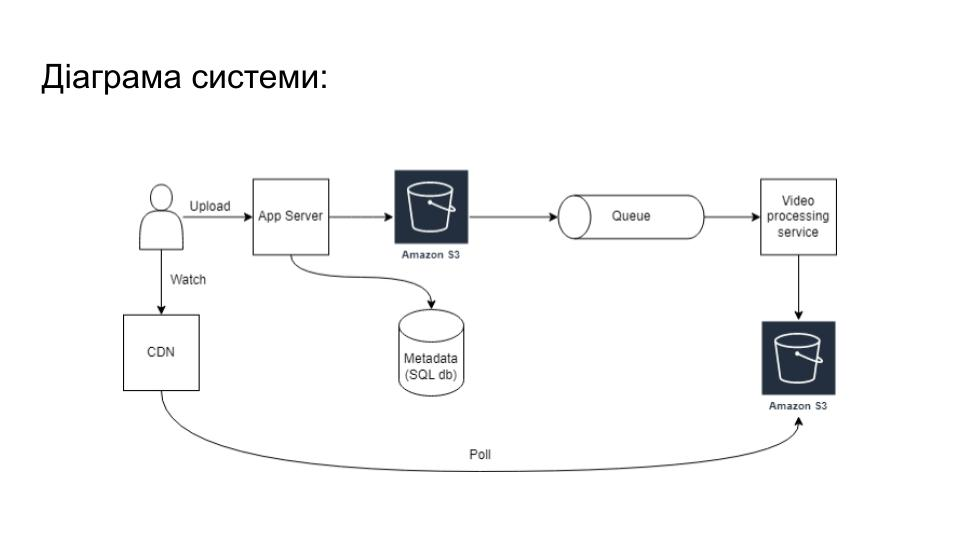 Діаграма системи:
Upload
App Server
Amazon S3
Queue
Video
processing
service
Watch
CDN
Metadata
(SQL db)
Amazon S3
Poll